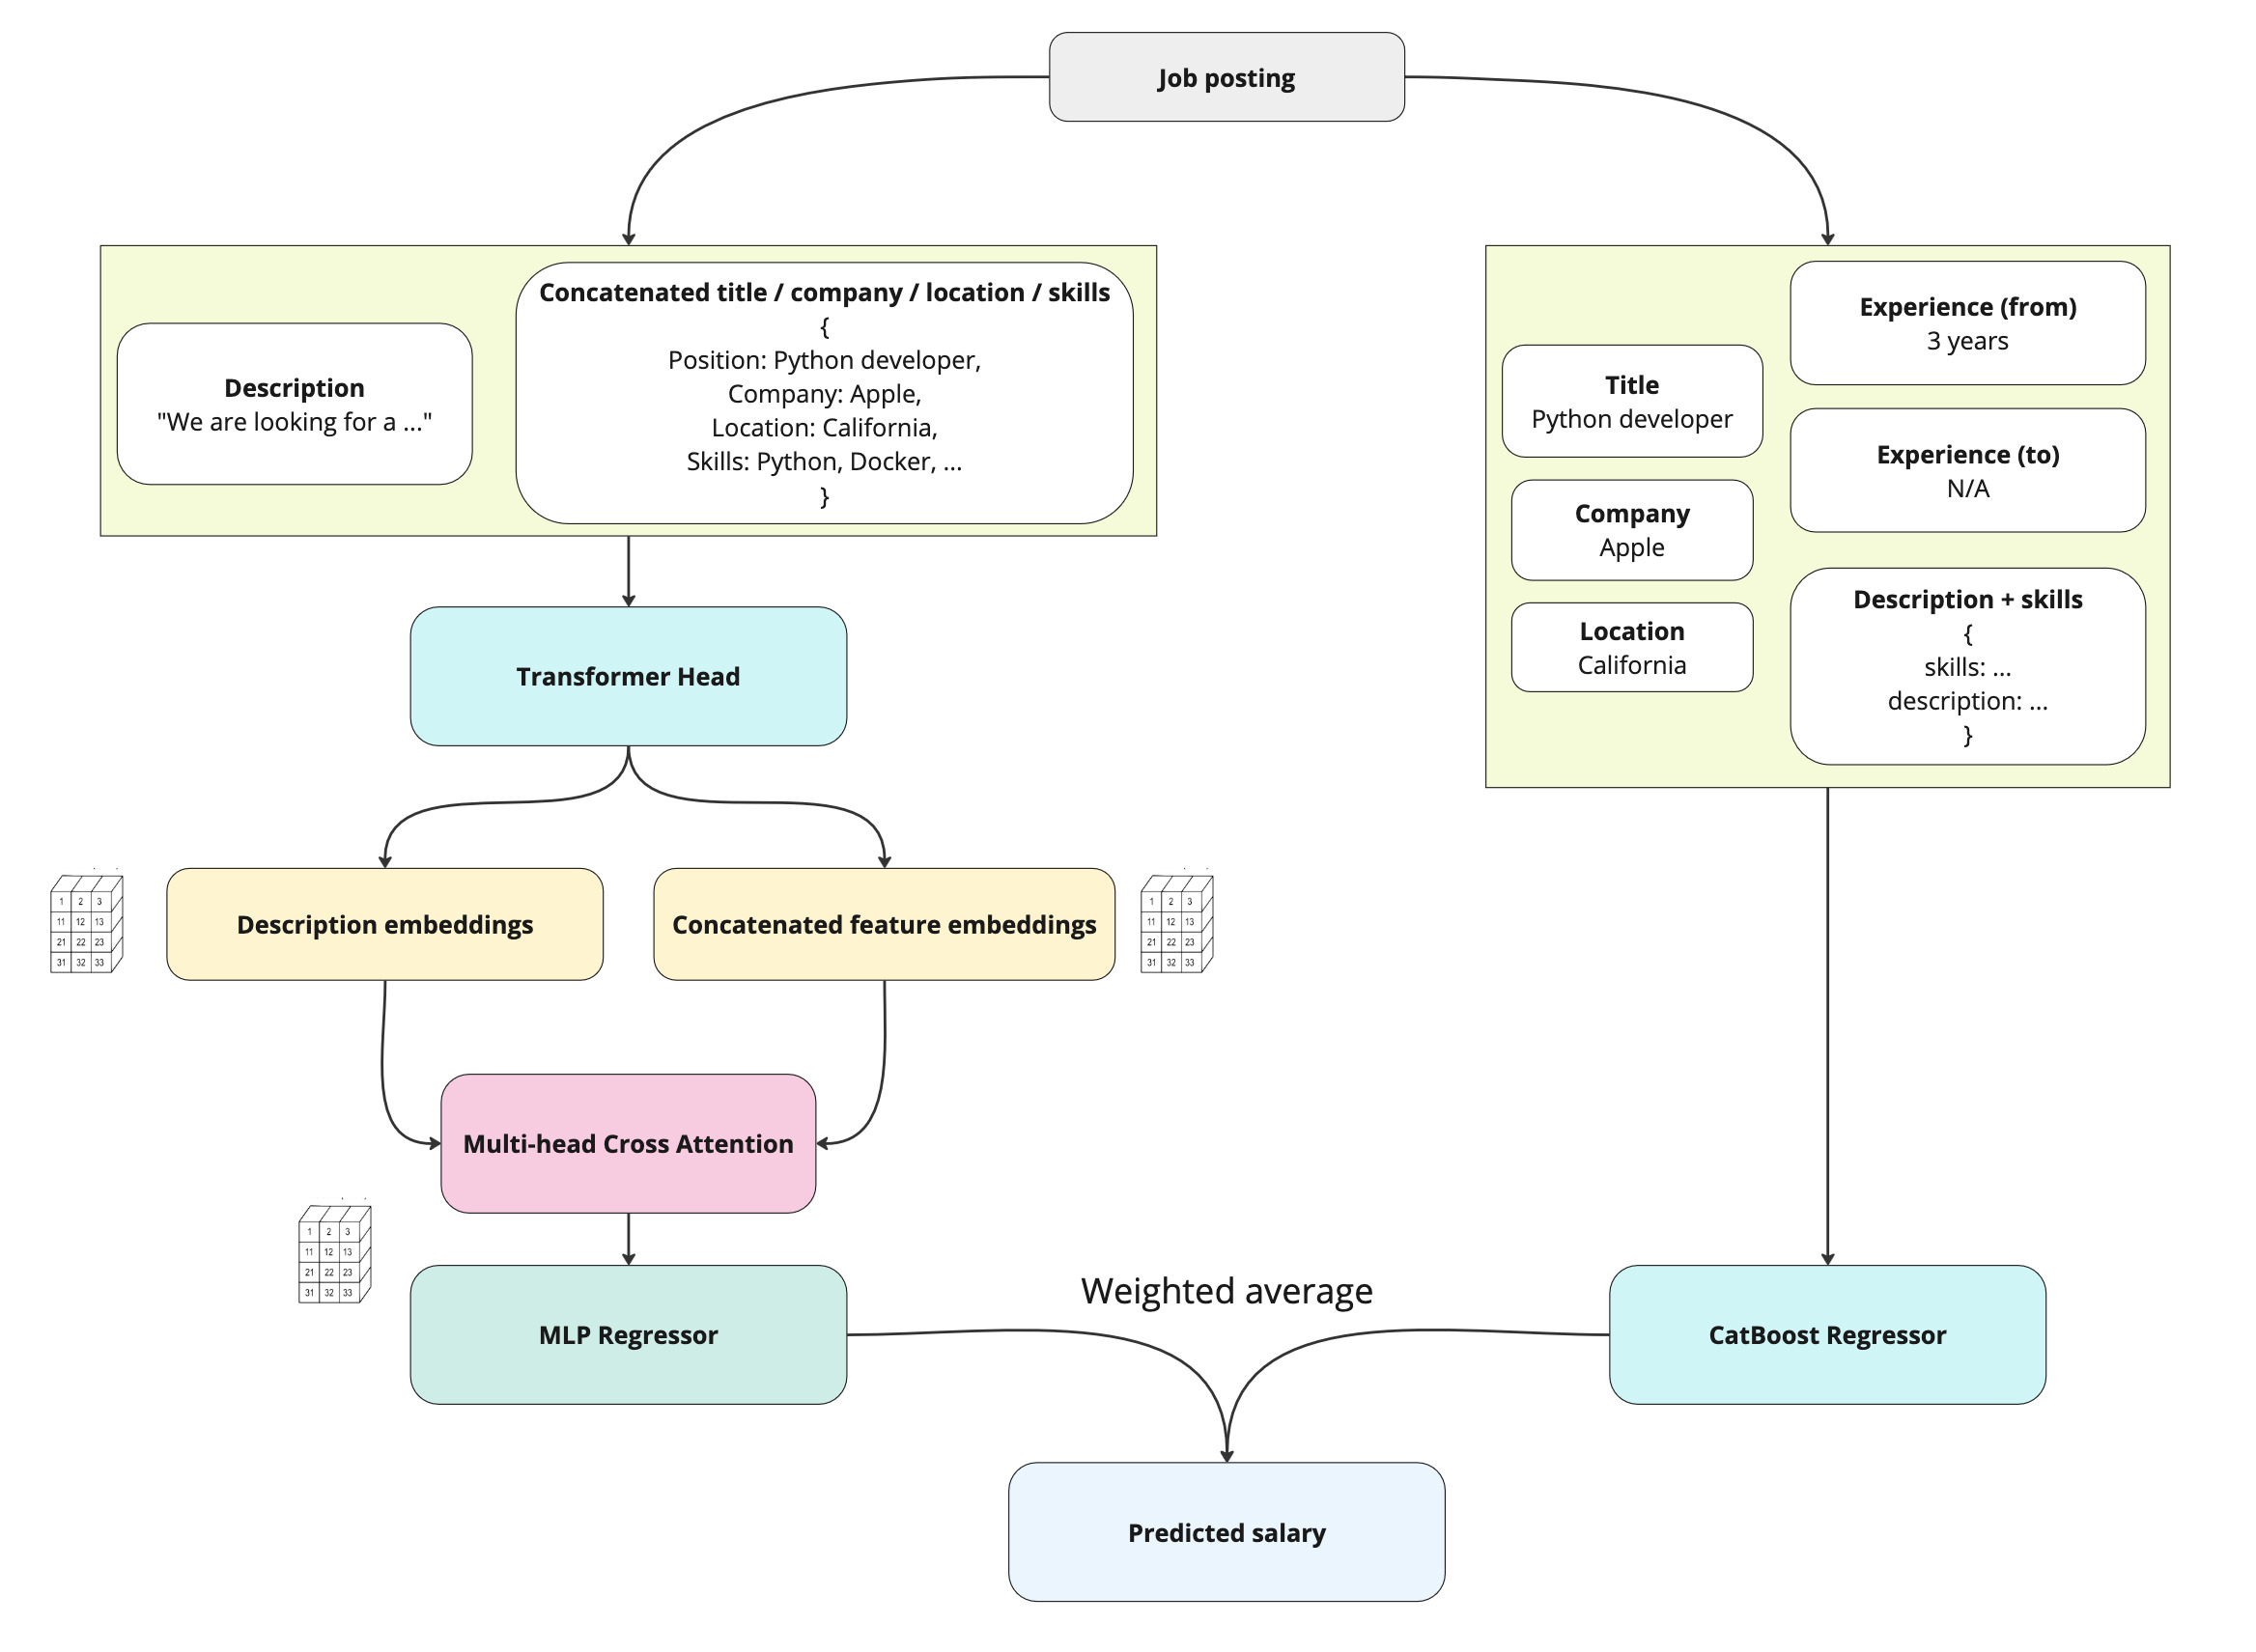 Job posting
Description
"We are looking for a ..."
Concatenated title / company / location / skills
{
Position: Python developer,
Company: Apple,
Location: California,
Skills: Python, Docker, ...
}
Title
Python developer
Company
Apple
Location
California
Experience (from)
3 years
Experience (to)
N/A
Description + skills
{
skills: ...
description: ...
}
Transformer Head
1 2 3
11 12 13
21 22 23
31 32 33
Description embeddings
Concatenated feature embeddings
1 2 3
11 12 13
21 22 23
31 32 33
Multi-head Cross Attention
1 2 3
11 12 13
21 22 23
31 32 33
MLP Regressor
Weighted average
CatBoost Regressor
Predicted salary